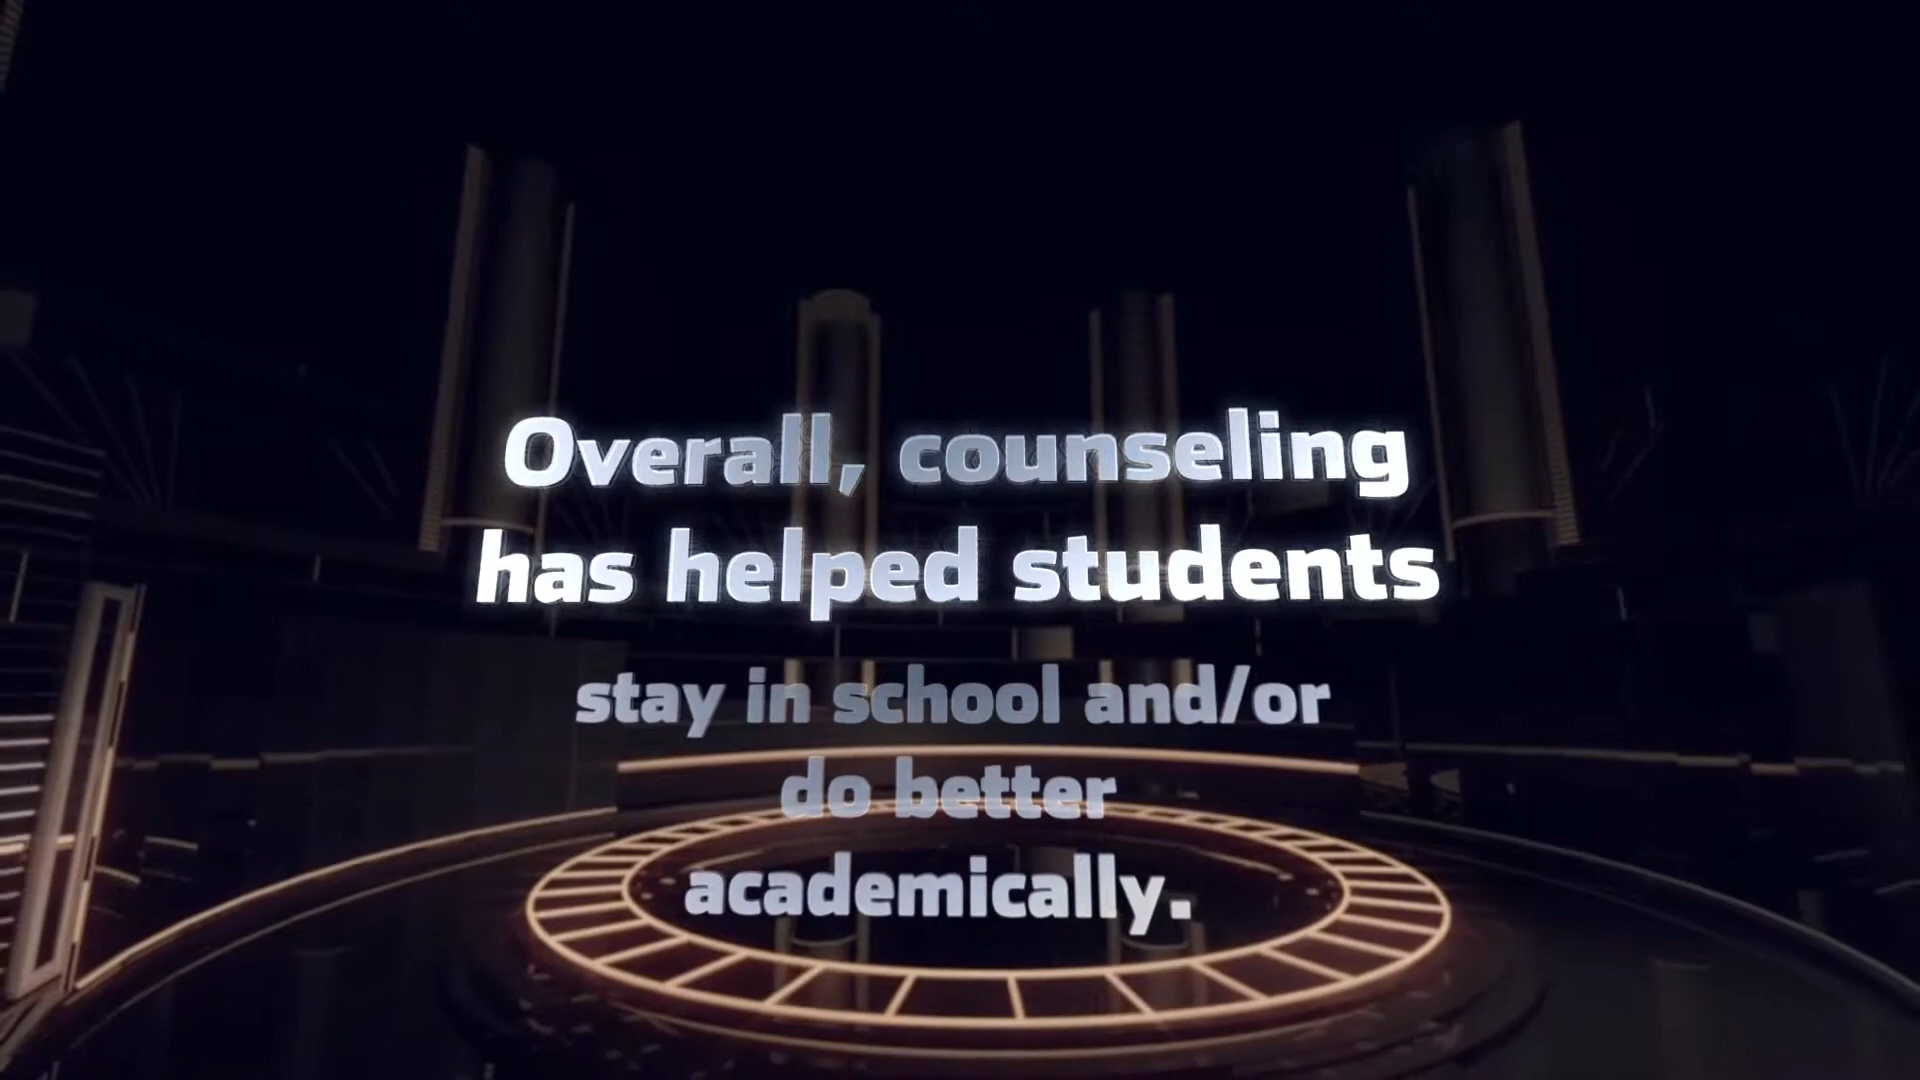 Overall, counseling
has helped students
stay in school and/or
do better
academically.